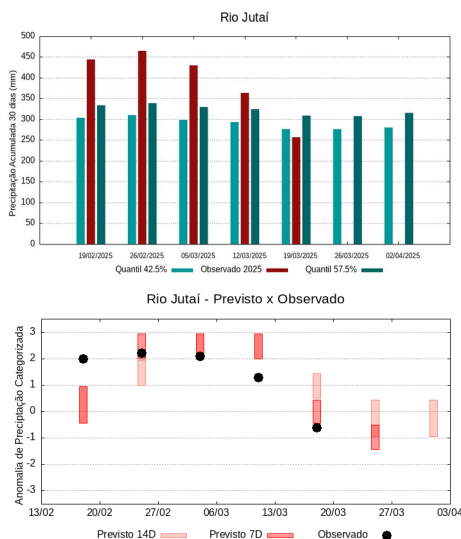 Rio Jutaí
Precipitação Acumulada 30 dias (mm)
500
450
400
350
300
250
200
150
100
50
0
19/02/2025 26/02/2025 05/03/2025 12/03/2025 19/03/2025 26/03/2025 02/04/2025
Quantil 42.5% Observado 2025 Quantil 57.5%
Rio Jutaí - Previsto x Observado
Anomalia de Precipitação Categorizada
3
2
1
0
-1
-2
-3
13/02 20/02 27/02 06/03 13/03 20/03 27/03 03/04
Previsto 14D Previsto 7D Observado